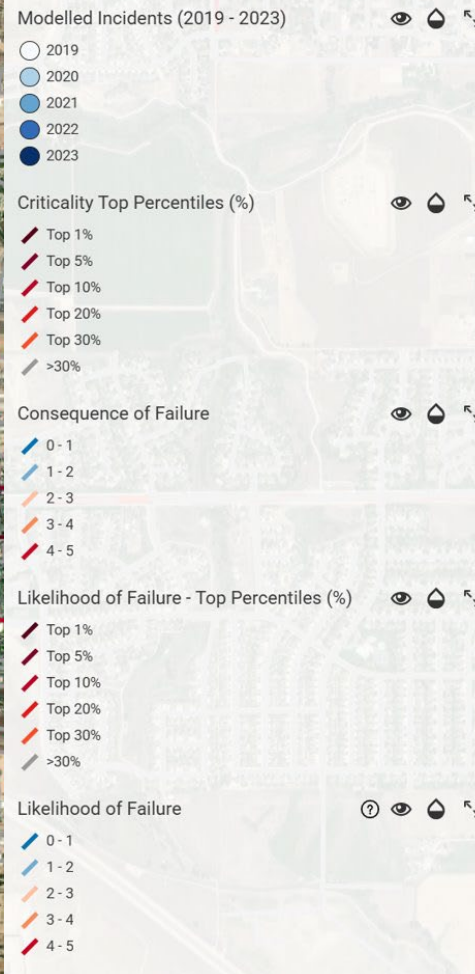 Modelled Incidents (2019 - 2023)
2019
2020
2021
2022
2023
Criticality Top Percentiles (%)
Top 1%
Top 5%
Top 10%
Top 20%
Top 30%
>30%
Consequence of Failure
0 - 1
1 - 2
2 - 3
3 - 4
4 - 5
Likelihood of Failure - Top Percentiles (%)
Top 1%
Top 5%
Top 10%
Top 20%
Top 30%
>30%
Likelihood of Failure
0 - 1
1 - 2
2 - 3
3 - 4
4 - 5